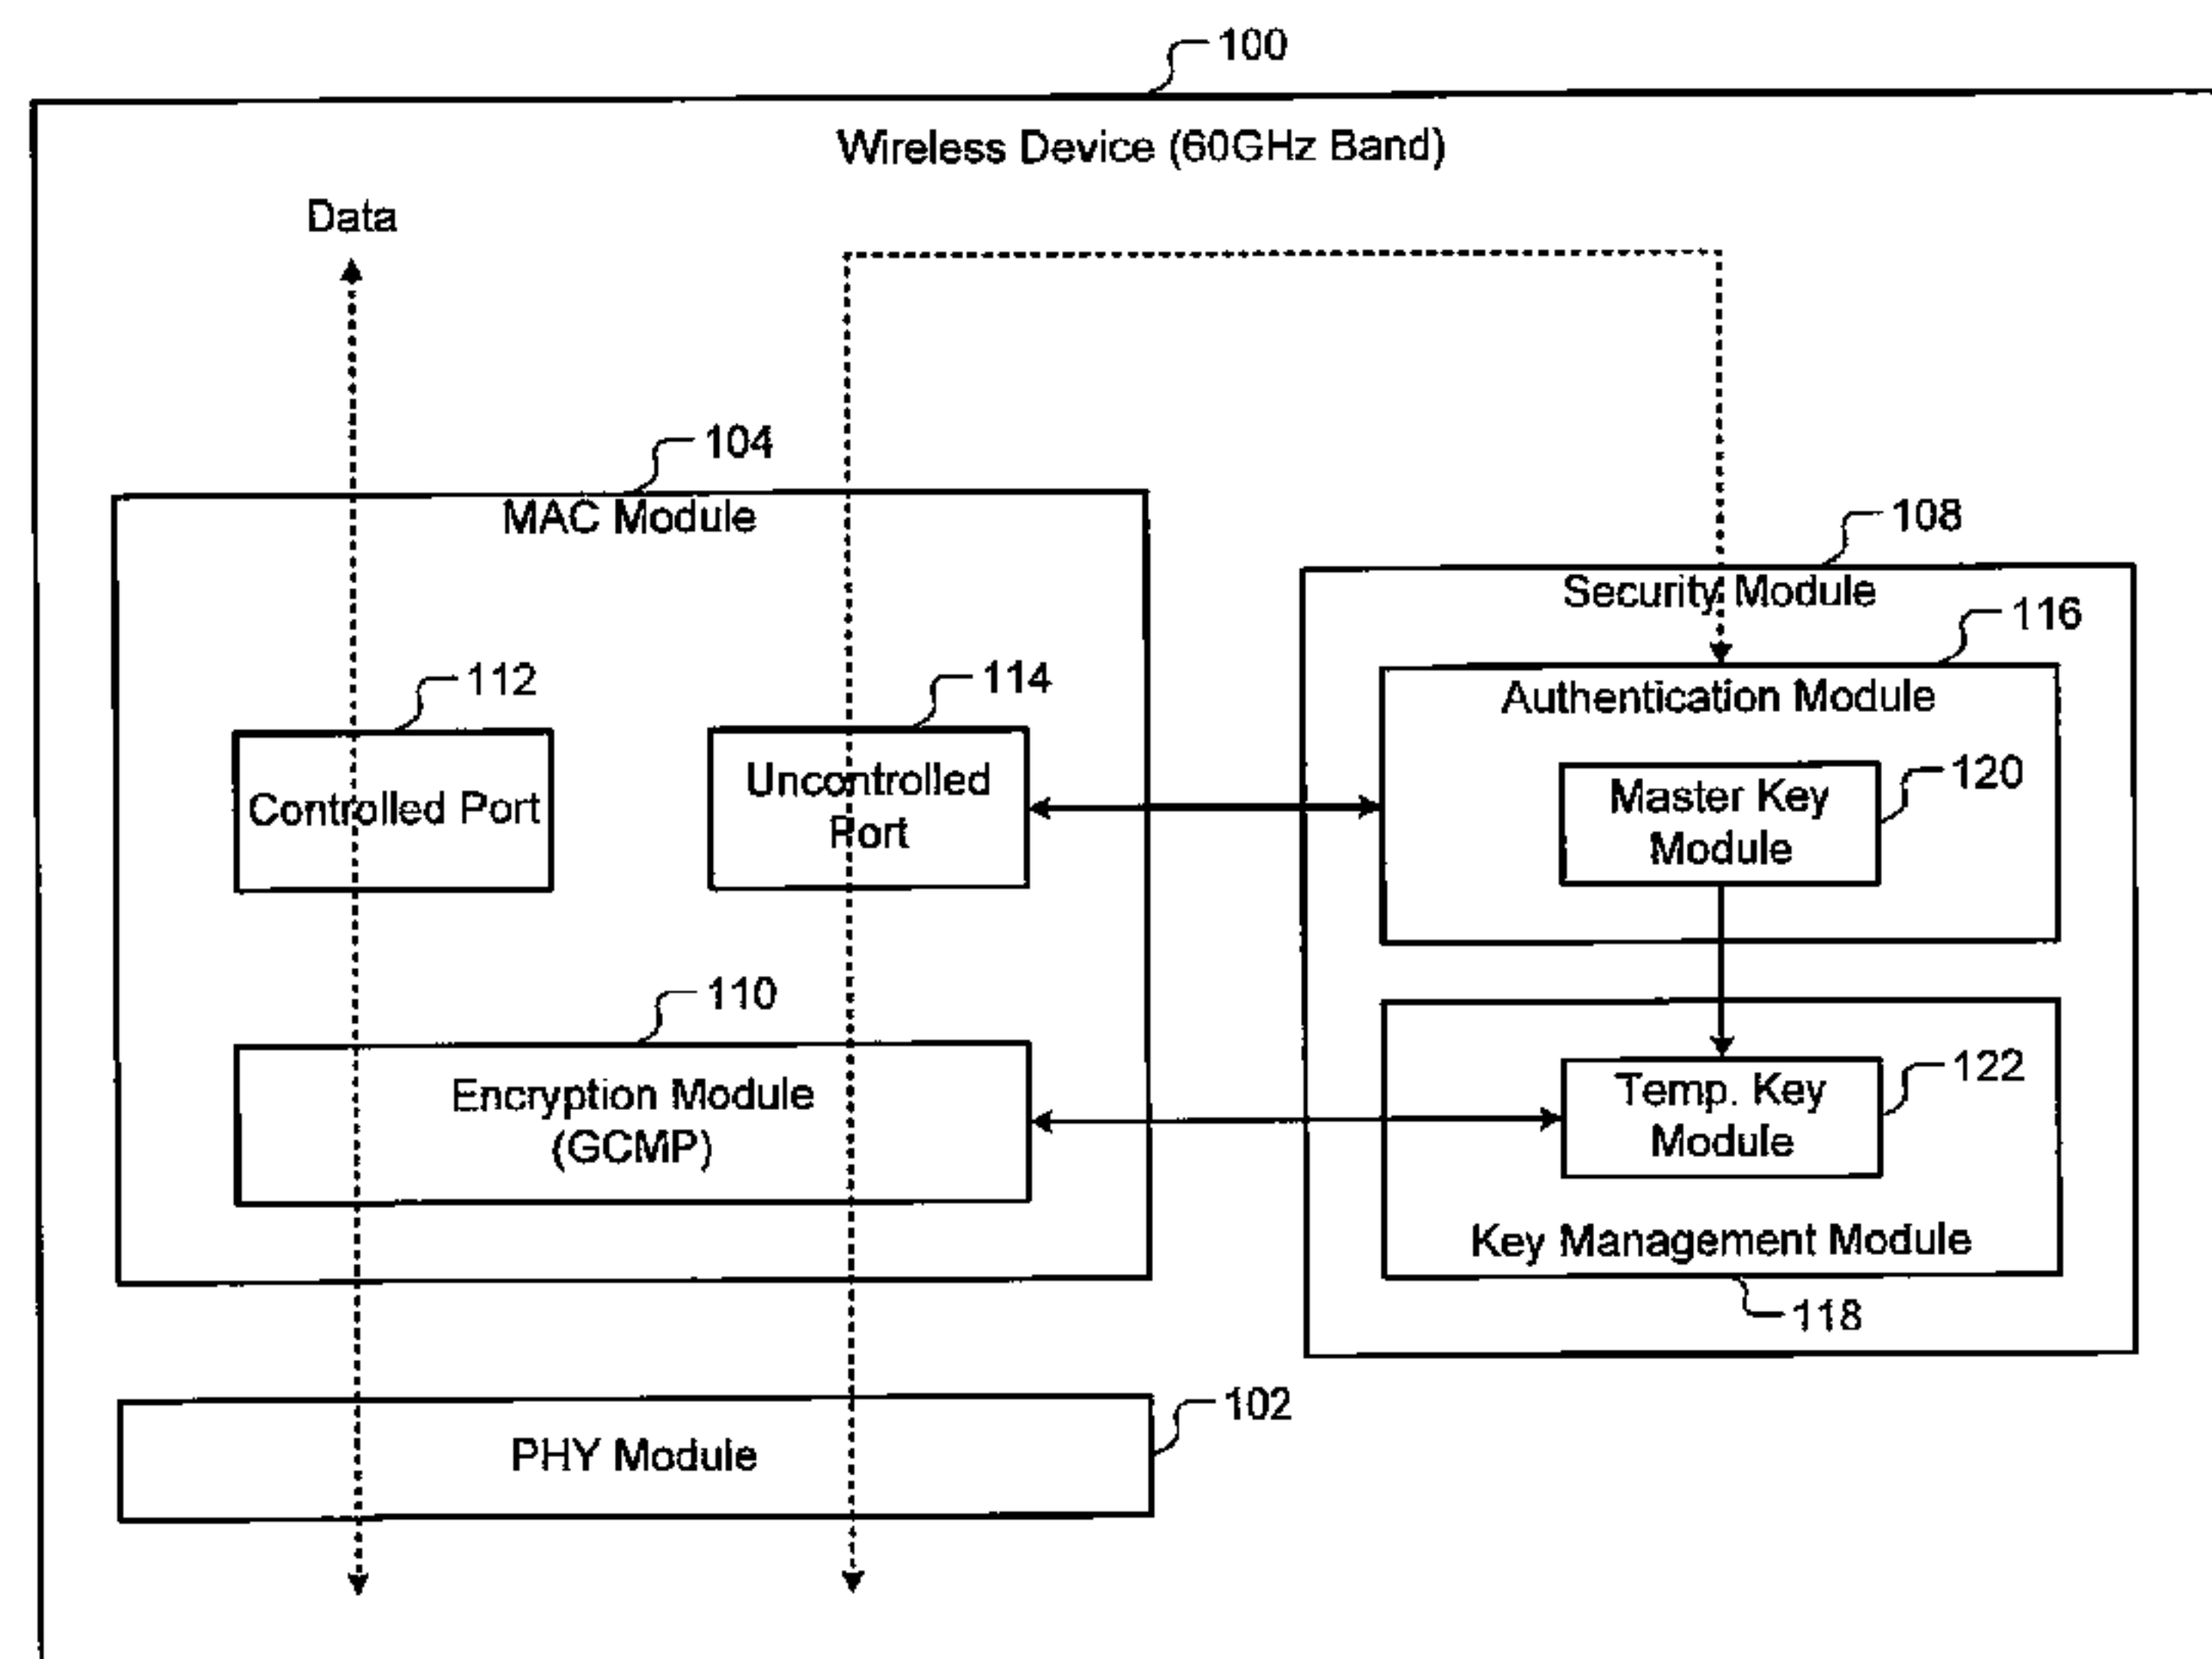 100
Wireless Device (60GHz Band)
Data
104
MAC Module
108
Security Module
116
112
114
Authentication Module
Controlled Port
Uncontrolled
Port
120
Master Key
Module
110
Encryption Module
(GCMP)
122
Temp. Key
Module
Key Management Module
118
102
PHY Module